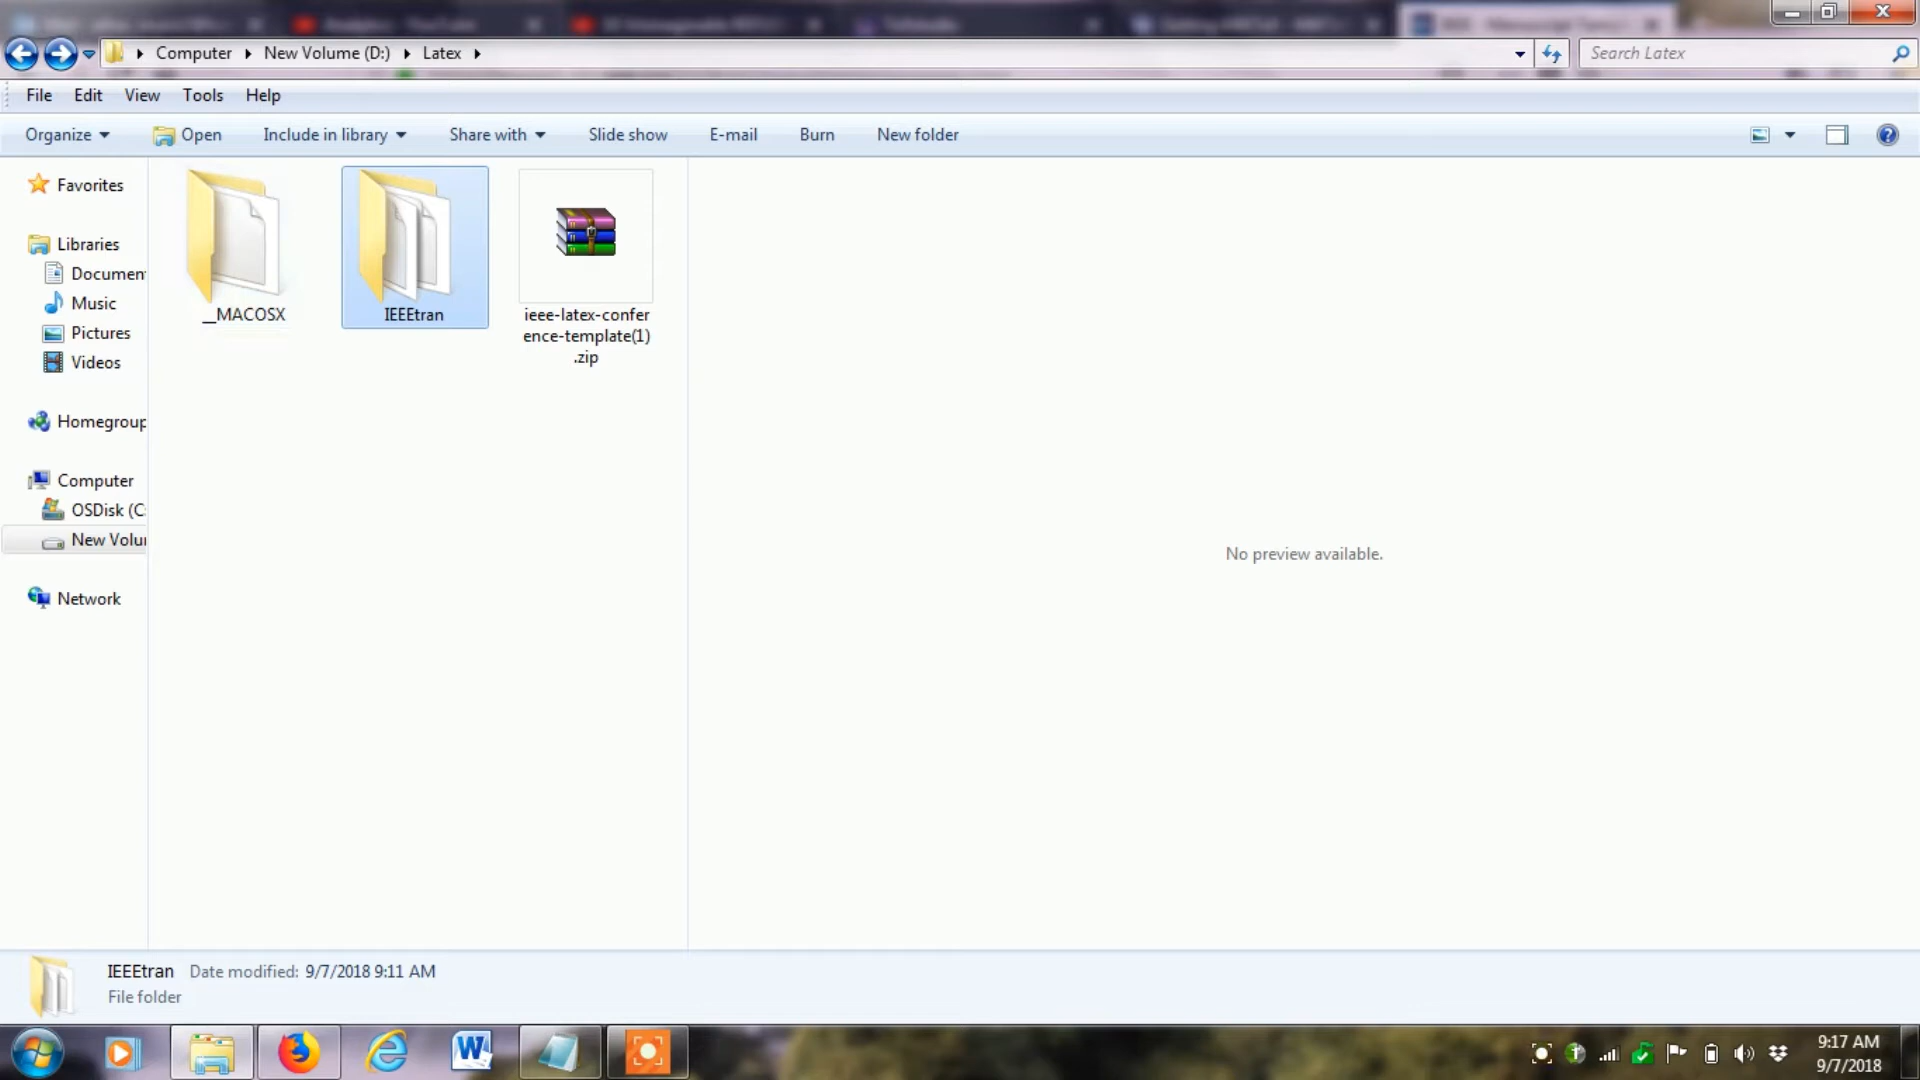 Computer New Volume (D:) Latex
Search Latex
File Edit View Tools Help
Organize Open Include in library Share with Slide show E-mail Burn New folder
Favorites
Libraries
Documen
Music
Pictures
Videos
Homegroup
Computer
OSDisk (C:
New Volu
Network
__MACOSX
IEEEtran
ieee-latex-confer
ence-template(1)
.zip
No preview available.
IEEEtran Date modified: 9/7/2018 9:11 AM
File folder
9:17 AM
9/7/2018